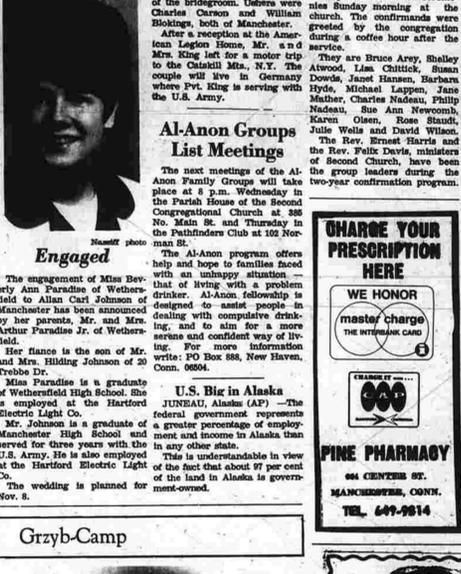 Nassiff photo
Engaged
The engagement of Miss Bev-
erly Ann Paradise of Wethers-
field to Allan Carl Johnson of
Manchester has been announced
by her parents, Mr. and Mrs.
Arthur Paradise Jr. of Wethers-
field.
Her fiance is the son of Mr.
and Mrs. Hilding Johnson of 20
Trebbe Dr.
Miss Paradise is a graduate
of Wethersfield High School. She
is employed at the Hartford
Electric Light Co.
Mr. Johnson is a graduate of
Manchester High School and
served for three years with the
U.S. Army. He is also employed
at the Hartford Electric Light
Co.
The wedding is planned for
Nov. 8.
of the bridegroom. Ushers were
Charles Carson and William
Blokings, both of Manchester.
After a reception at the Amer-
ican Legion Home, Mr. and
Mrs. King left for a motor trip
to the Catskill Mts., N.Y. The
couple will live in Germany
where Pvt. King is serving with
the U.S. Army.
Al-Anon Groups
List Meetings
The next meetings of the Al-
Anon Family Groups will take
place at 8 p.m. Wednesday in
the Parish House of the Second
Congregational Church at 385
No. Main St. and Thursday in
the Pathfinders Club at 102 Nor-
man St.
The Al-Anon program offers
help and hope to families faced
with an unhappy situation —
that of living with a problem
drinker. Al-Anon fellowship is
designed to assist people in
dealing with compulsive drink-
ing, and to aim for a more
serene and confident way of liv-
ing. For more information
write: PO Box 888, New Haven,
Conn. 06504.
U.S. Big in Alaska
JUNEAU, Alaska (AP) —The
federal government represents
a greater percentage of employ-
ment and income in Alaska than
in any other state.
This is understandable in view
of the fact that about 97 per cent
of the land in Alaska is govern-
ment-owned.
nies Sunday morning at the
church. The confirmands were
greeted by the congregation
during a coffee hour after the
service.
They are Bruce Arey, Shelley
Atwood, Lisa Chittick, Susan
Dowds, Janet Hansen, Barbara
Hyde, Michael Lappen, Jane
Mather, Charles Nadeau, Philip
Nadeau, Sue Ann Newcomb,
Karen Olsen, Rose Staudt,
Julie Wells and David Wilson.
The Rev. Ernest Harris and
the Rev. Felix Davis, ministers
of Second Church, have been
the group leaders during the
two-year confirmation program.
CHARGE YOUR
PRESCRIPTION
HERE
WE HONOR
master charge
THE INTERBANK CARD
CHARGE IT
CAP
PINE PHARMACY
664 CENTER ST.
MANCHESTER, CONN.
TEL. 649-9814
Grzyb-Camp